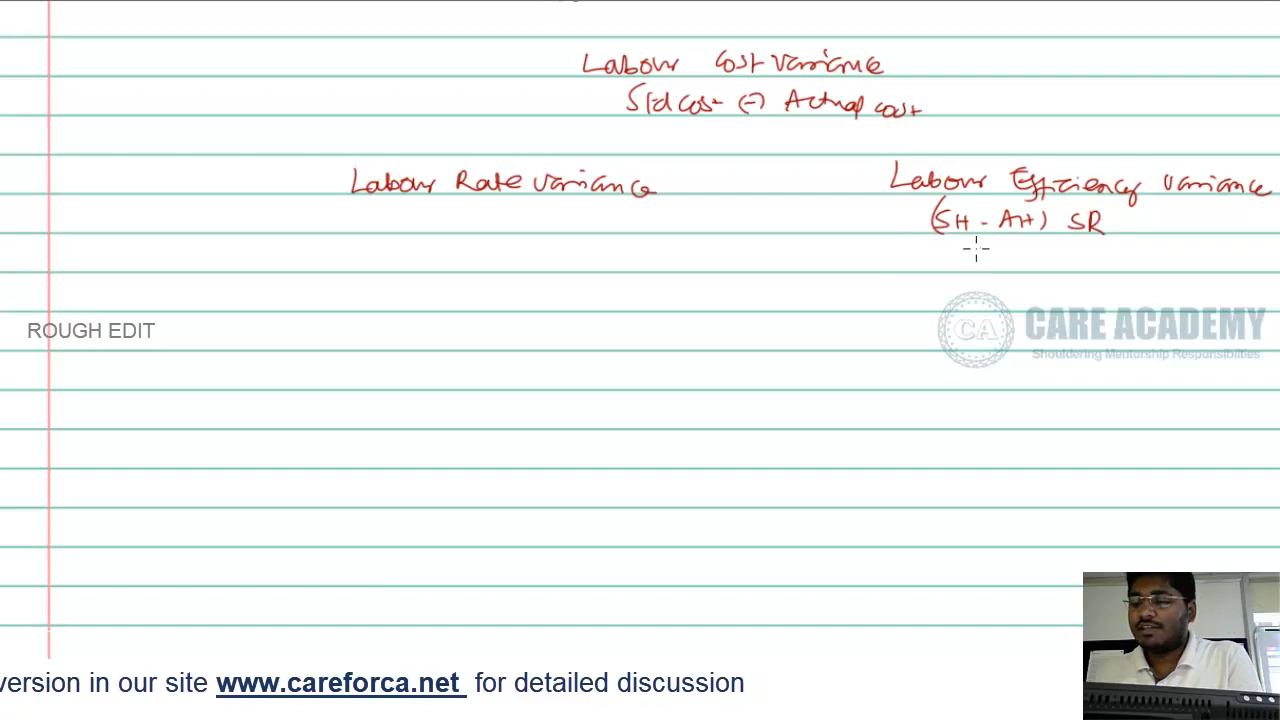 Labour Cost Variance
Std Cost (-) Actual cost
Labour Rate Variance
Labour Efficiency Variance
(SH - AH) SR
ROUGH EDIT
CA
CARE ACADEMY
Shouldering Mentorship Responsibilities
version in our site www.careforca.net for detailed discussion